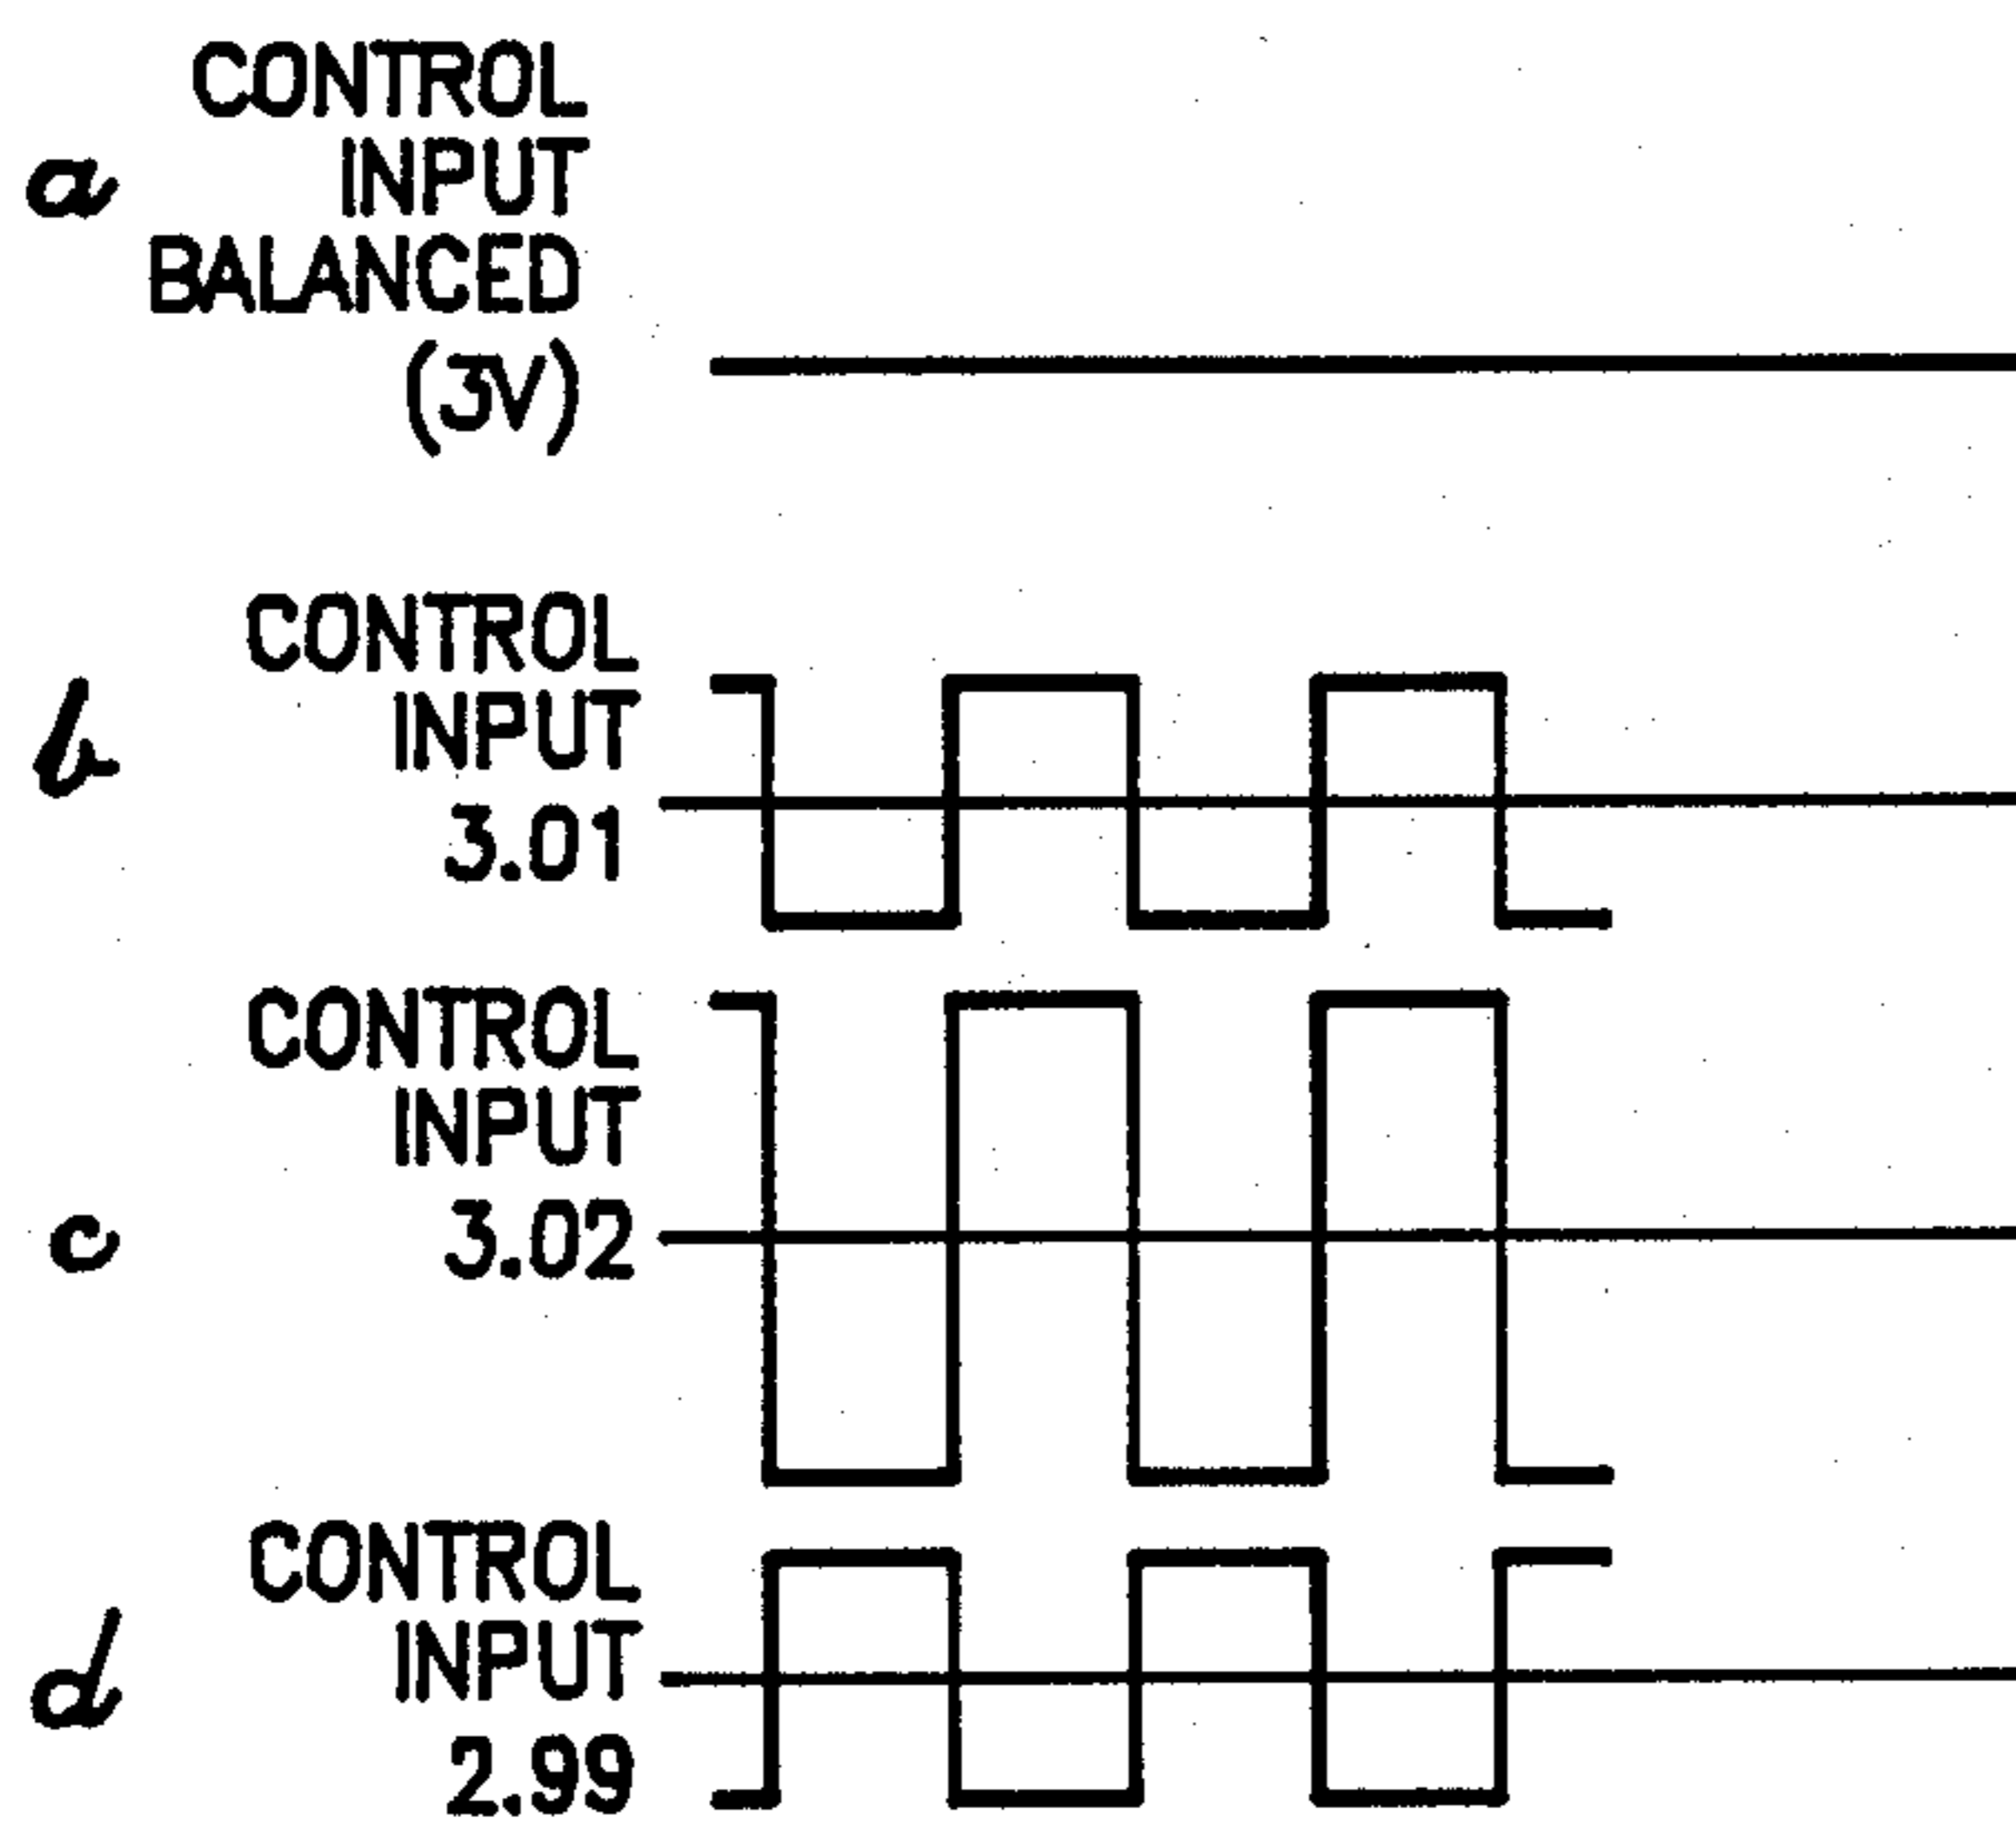 CONTROL
a INPUT
BALANCED
(3V)
CONTROL
b INPUT
3.01
CONTROL
INPUT
c 3.02
CONTROL
d INPUT
2.99